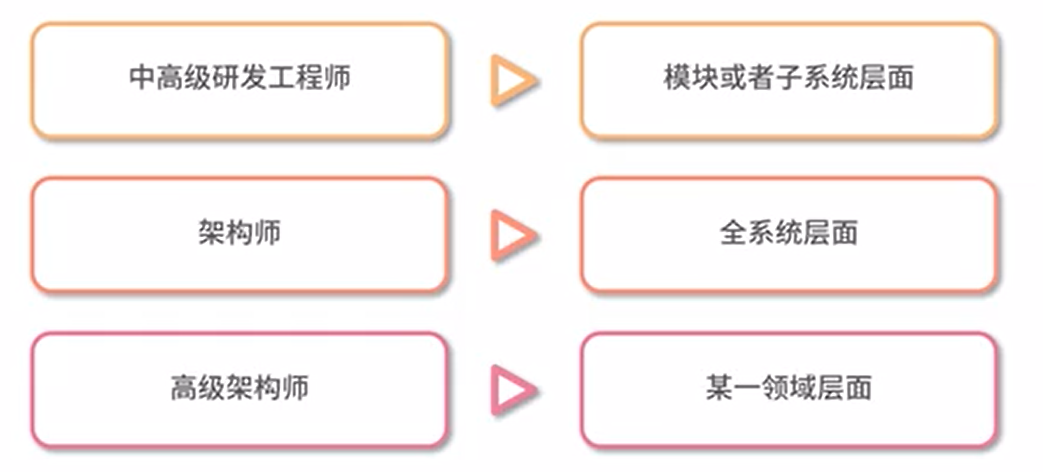 中高级研发工程师
模块或者子系统层面
架构师
全系统层面
高级架构师
某一领域层面